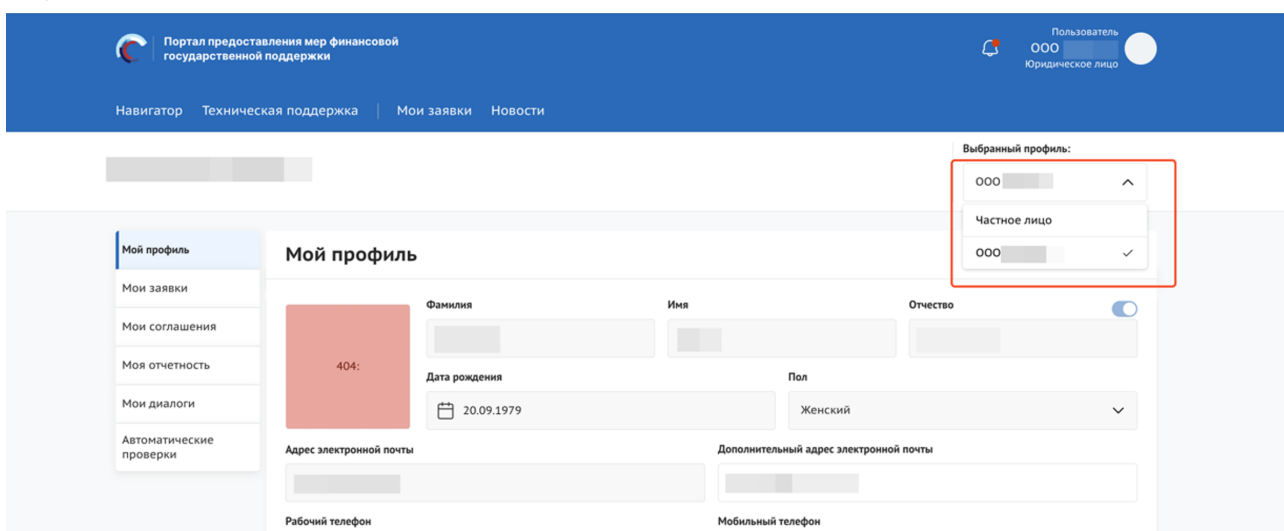 Портал предоставления мер финансовой
государственной поддержки
Пользователь
ООО
Юридическое лицо
Навигатор Техническая поддержка Мои заявки Новости
Выбранный профиль:
ООО
Частное лицо
ООО
Мой профиль
Мои заявки
Мои соглашения
Моя отчетность
Мои диалоги
Автоматические
проверки
Мой профиль
404:
Фамилия Имя Отчество
Дата рождения Пол
20.09.1979 Женский
Адрес электронной почты Дополнительный адрес электронной почты
Рабочий телефон Мобильный телефон